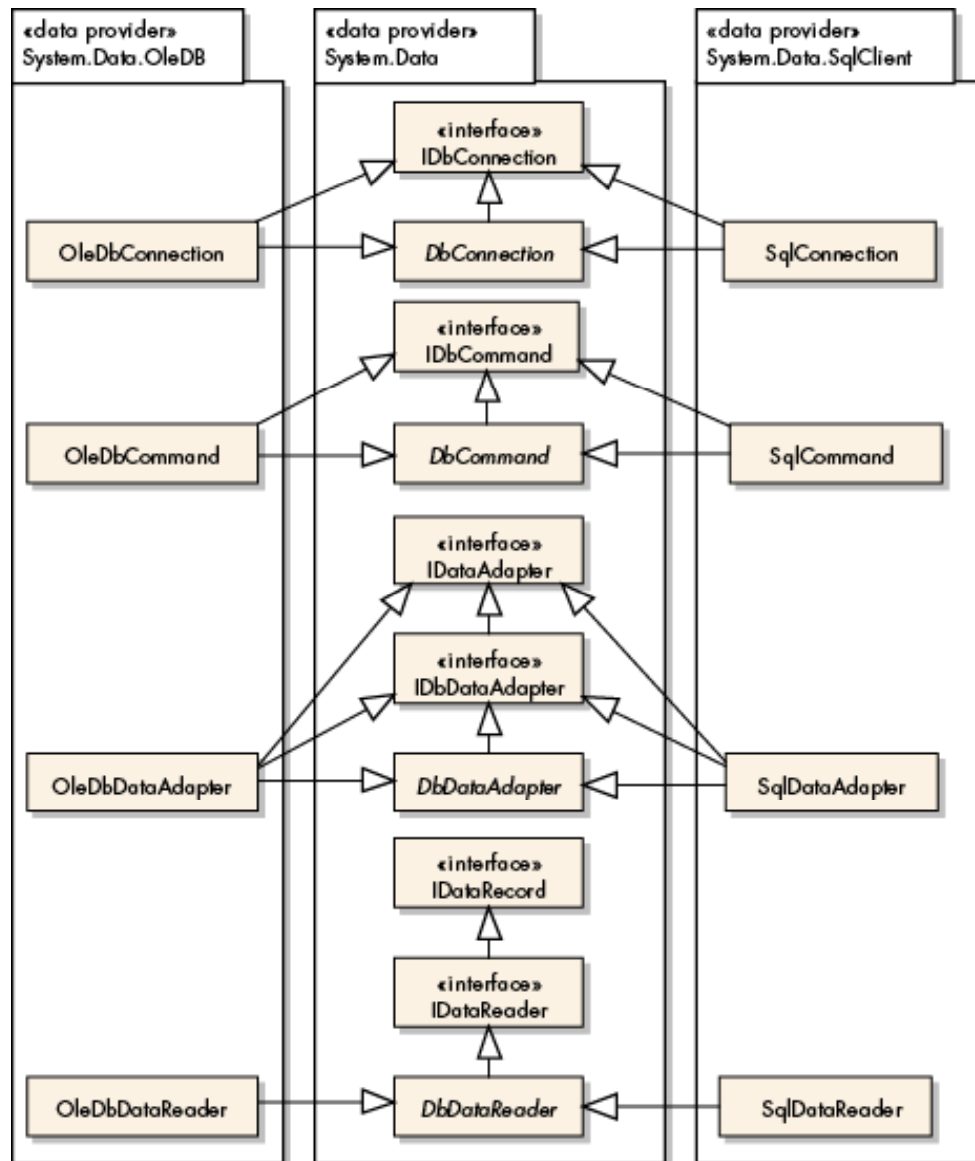 «data provider»
System.Data.OleDB
«data provider»
System.Data
«data provider»
System.Data.SqlClient
«interface»
IDbConnection
OleDbConnection
DbConnection
SqlConnection
«interface»
IDbCommand
OleDbCommand
DbCommand
SqlCommand
«interface»
IDataAdapter
«interface»
IDbDataAdapter
OleDbDataAdapter
DbDataAdapter
SqlDataAdapter
«interface»
IDataRecord
«interface»
IDataReader
OleDbDataReader
DbDataReader
SqlDataReader